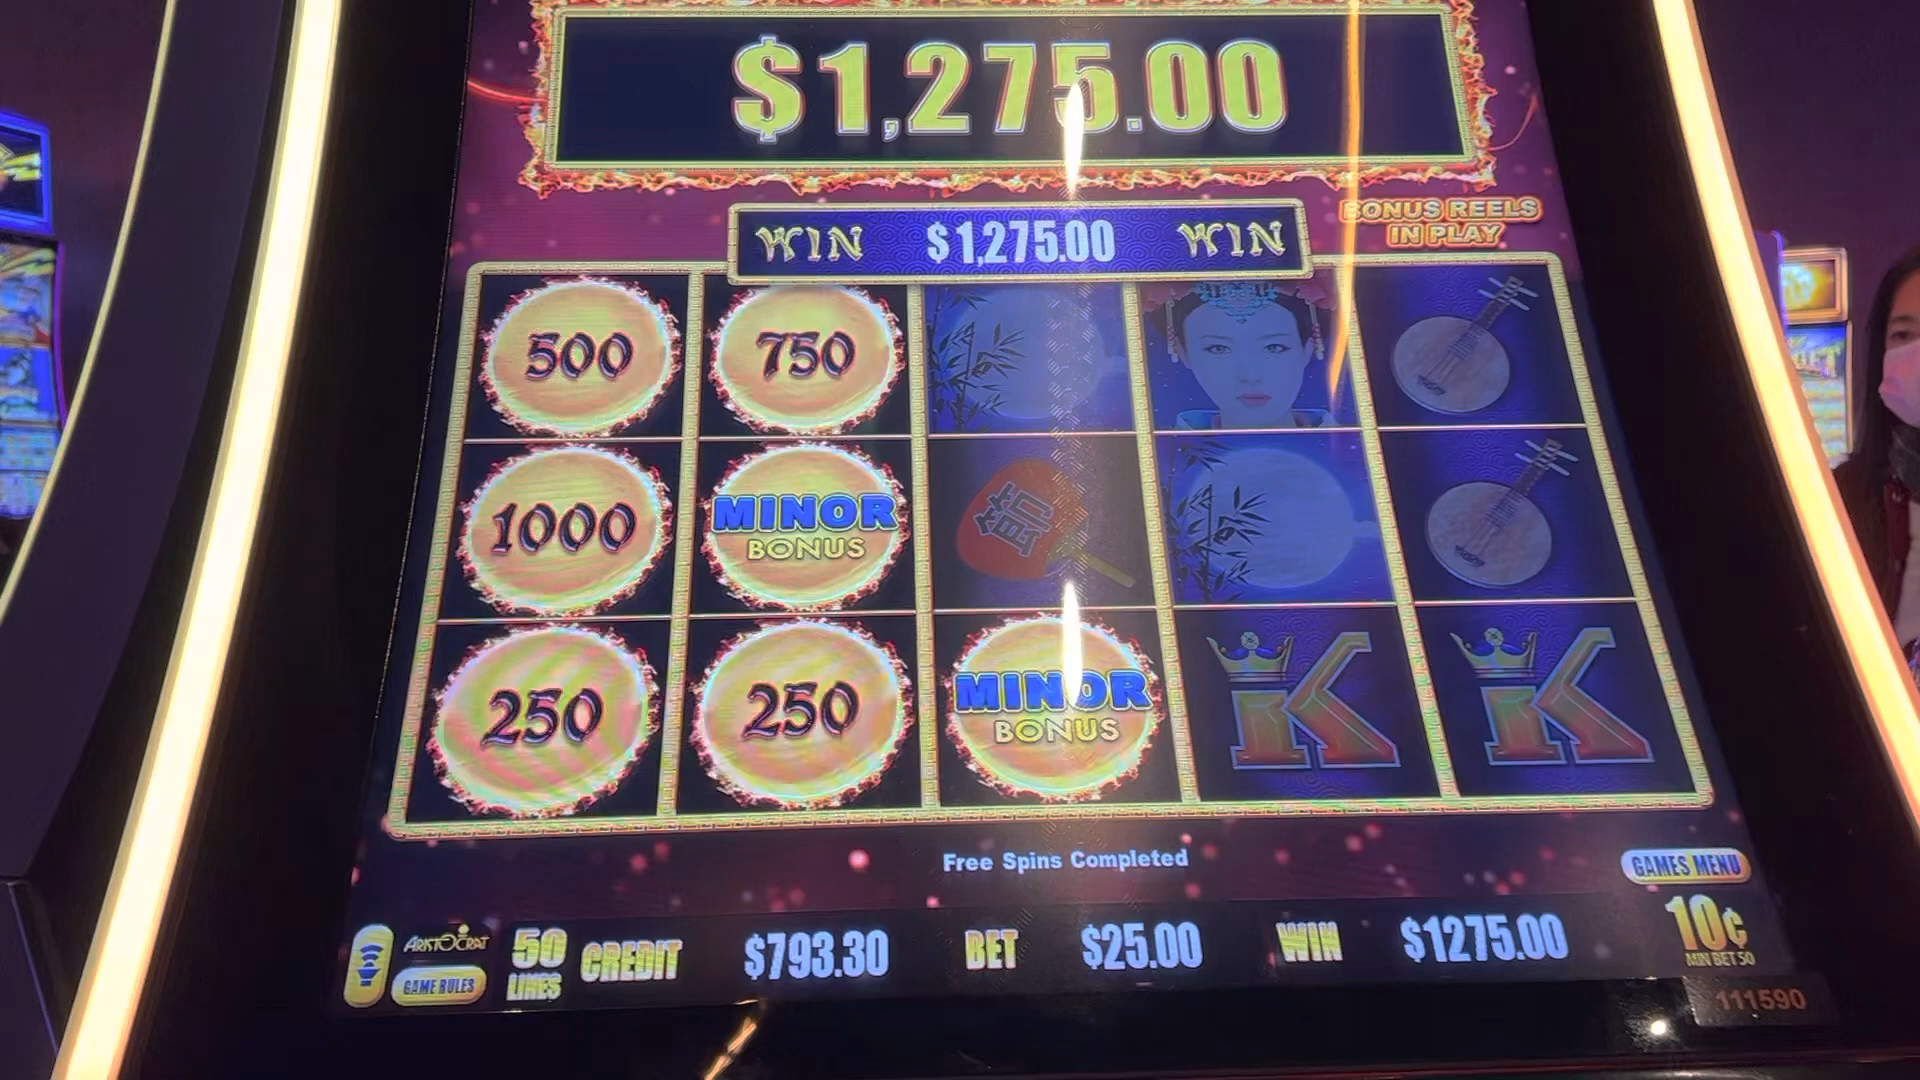 $1,275.00
WIN $1,275.00 WIN
BONUS REELS
IN PLAY
500 750
1000 MINOR
BONUS
250 250 MINOR
BONUS
K K
Free Spins Completed
GAMES MENU
ARISTOCRAT
GAME RULES
50
LINES
CREDIT $793.30 BET $25.00 WIN $1275.00
10¢
MIN BET 50
111590